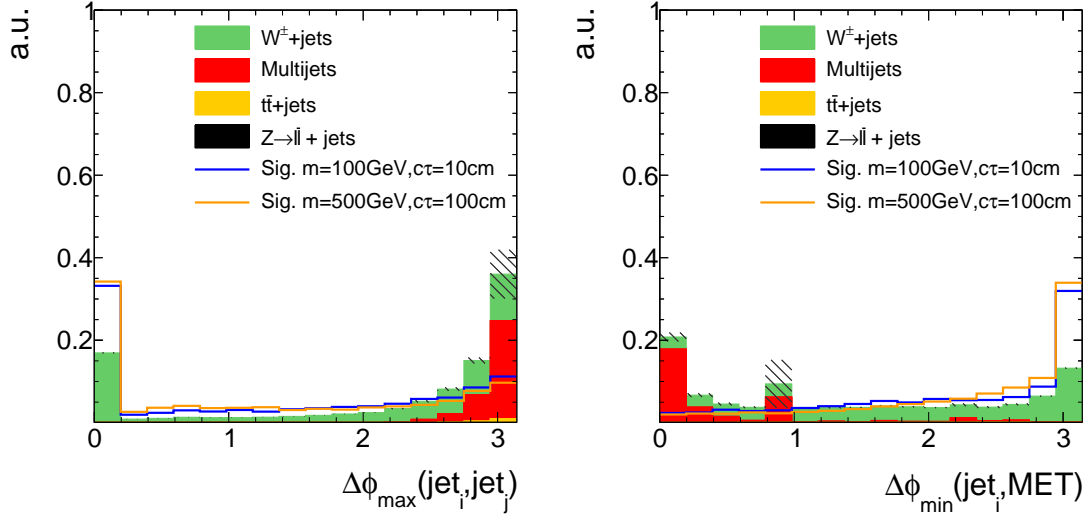 a.u.
1
0.8
0.6
0.4
0.2
0 1 2 3
W±+jets
Multijets
tt̄+jets
Z→ll̄ + jets
Sig. m=100GeV,cτ=10cm
Sig. m=500GeV,cτ=100cm
Δϕmax(jeti,jetj)
a.u.
1
0.8
0.6
0.4
0.2
0 1 2 3
W±+jets
Multijets
tt̄+jets
Z→ll̄ + jets
Sig. m=100GeV,cτ=10cm
Sig. m=500GeV,cτ=100cm
Δϕmin(jeti,MET)